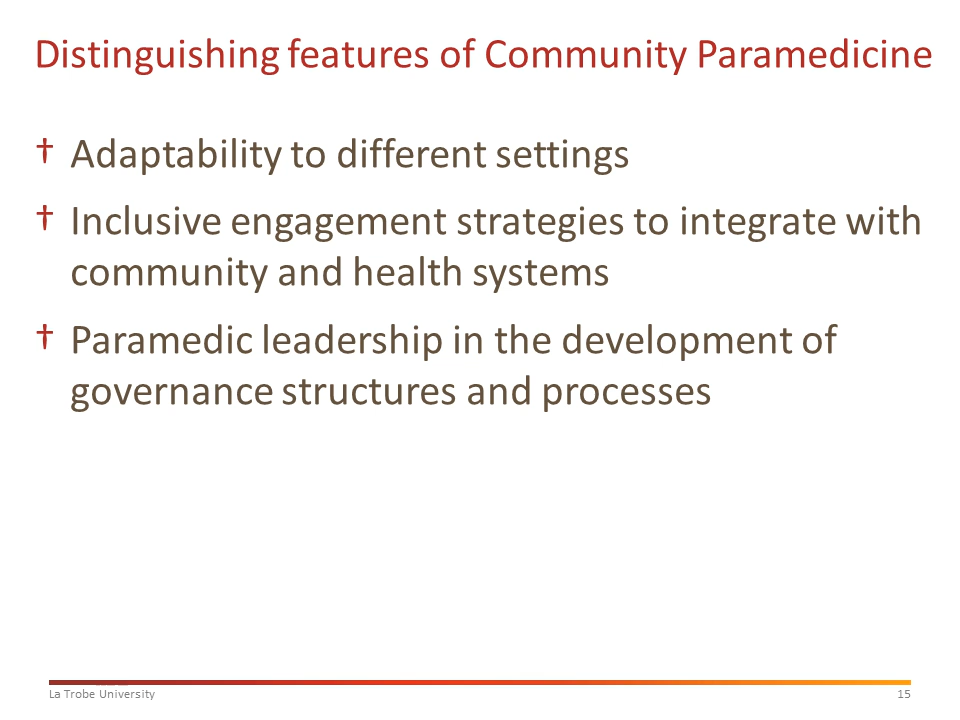 Distinguishing features of Community Paramedicine
† Adaptability to different settings
† Inclusive engagement strategies to integrate with
community and health systems
† Paramedic leadership in the development of
governance structures and processes
La Trobe University 15